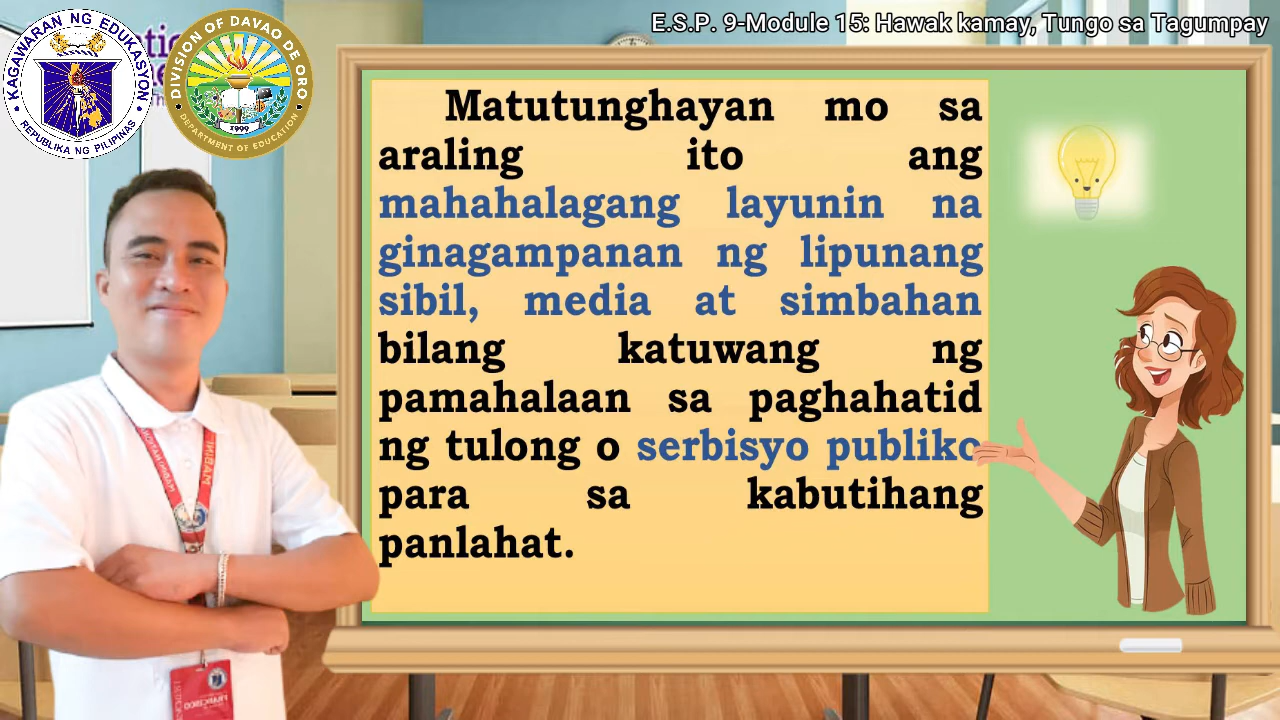 E.S.P. 9-Module 15: Hawak kamay, Tungo sa Tagumpay
KAGAWARAN NG EDUKASYON
REPUBLIKA NG PILIPINAS
DIVISION OF DAVAO DE ORO
1999
DEPARTMENT OF EDUCATION
Matutunghayan mo sa
araling ito ang
mahahalagang layunin na
ginagampanan ng lipunang
sibil, media at simbahan
bilang katuwang ng
pamahalaan sa paghahatid
ng tulong o serbisyo publiko
para sa kabutihang
panlahat.
FRANCISCO